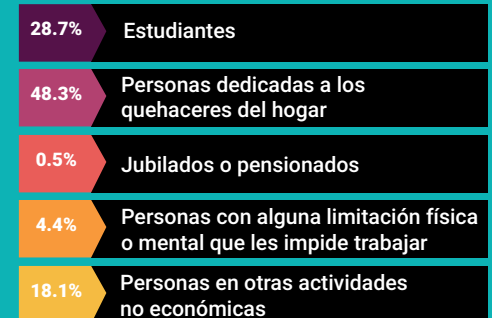 28.7% Estudiantes
48.3% Personas dedicadas a los
quehaceres del hogar
0.5% Jubilados o pensionados
4.4% Personas con alguna limitación física
o mental que les impide trabajar
18.1% Personas en otras actividades
no económicas